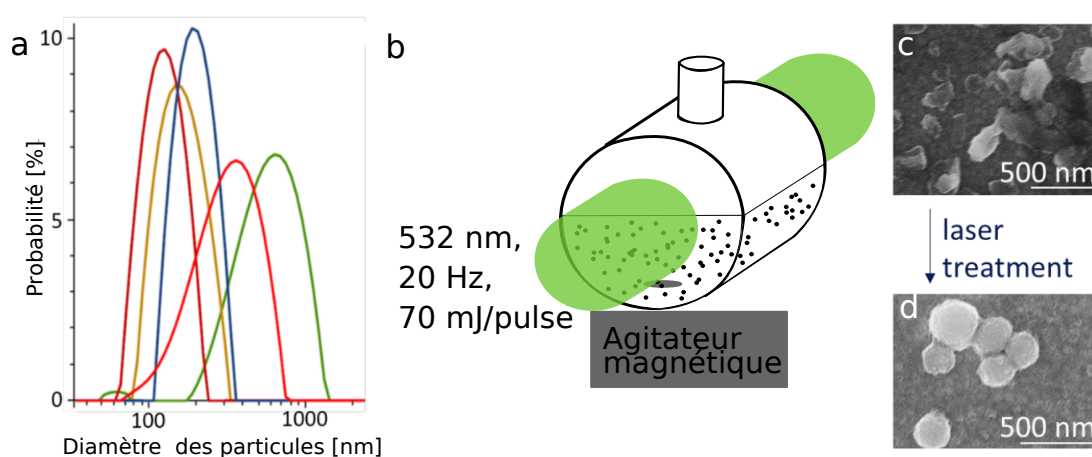 a
10
5
0
Probabilité [%]
100
1000
Diamètre des particules [nm]
b
532 nm,
20 Hz,
70 mJ/pulse
Agitateur
magnétique
c
500 nm
laser
treatment
d
500 nm